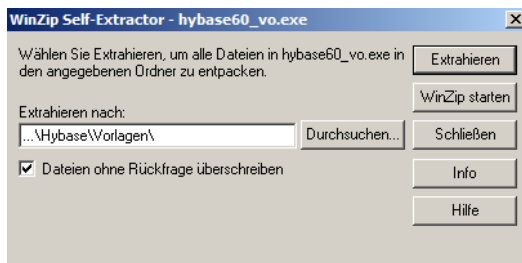 WinZip Self-Extractor - hybase60_vo.exe
Wählen Sie Extrahieren, um alle Dateien in hybase60_vo.exe in
den angegebenen Ordner zu entpacken.
Extrahieren nach:
...\Hybase\Vorlagen\
Durchsuchen...
Dateien ohne Rückfrage überschreiben
Extrahieren
WinZip starten
Schließen
Info
Hilfe